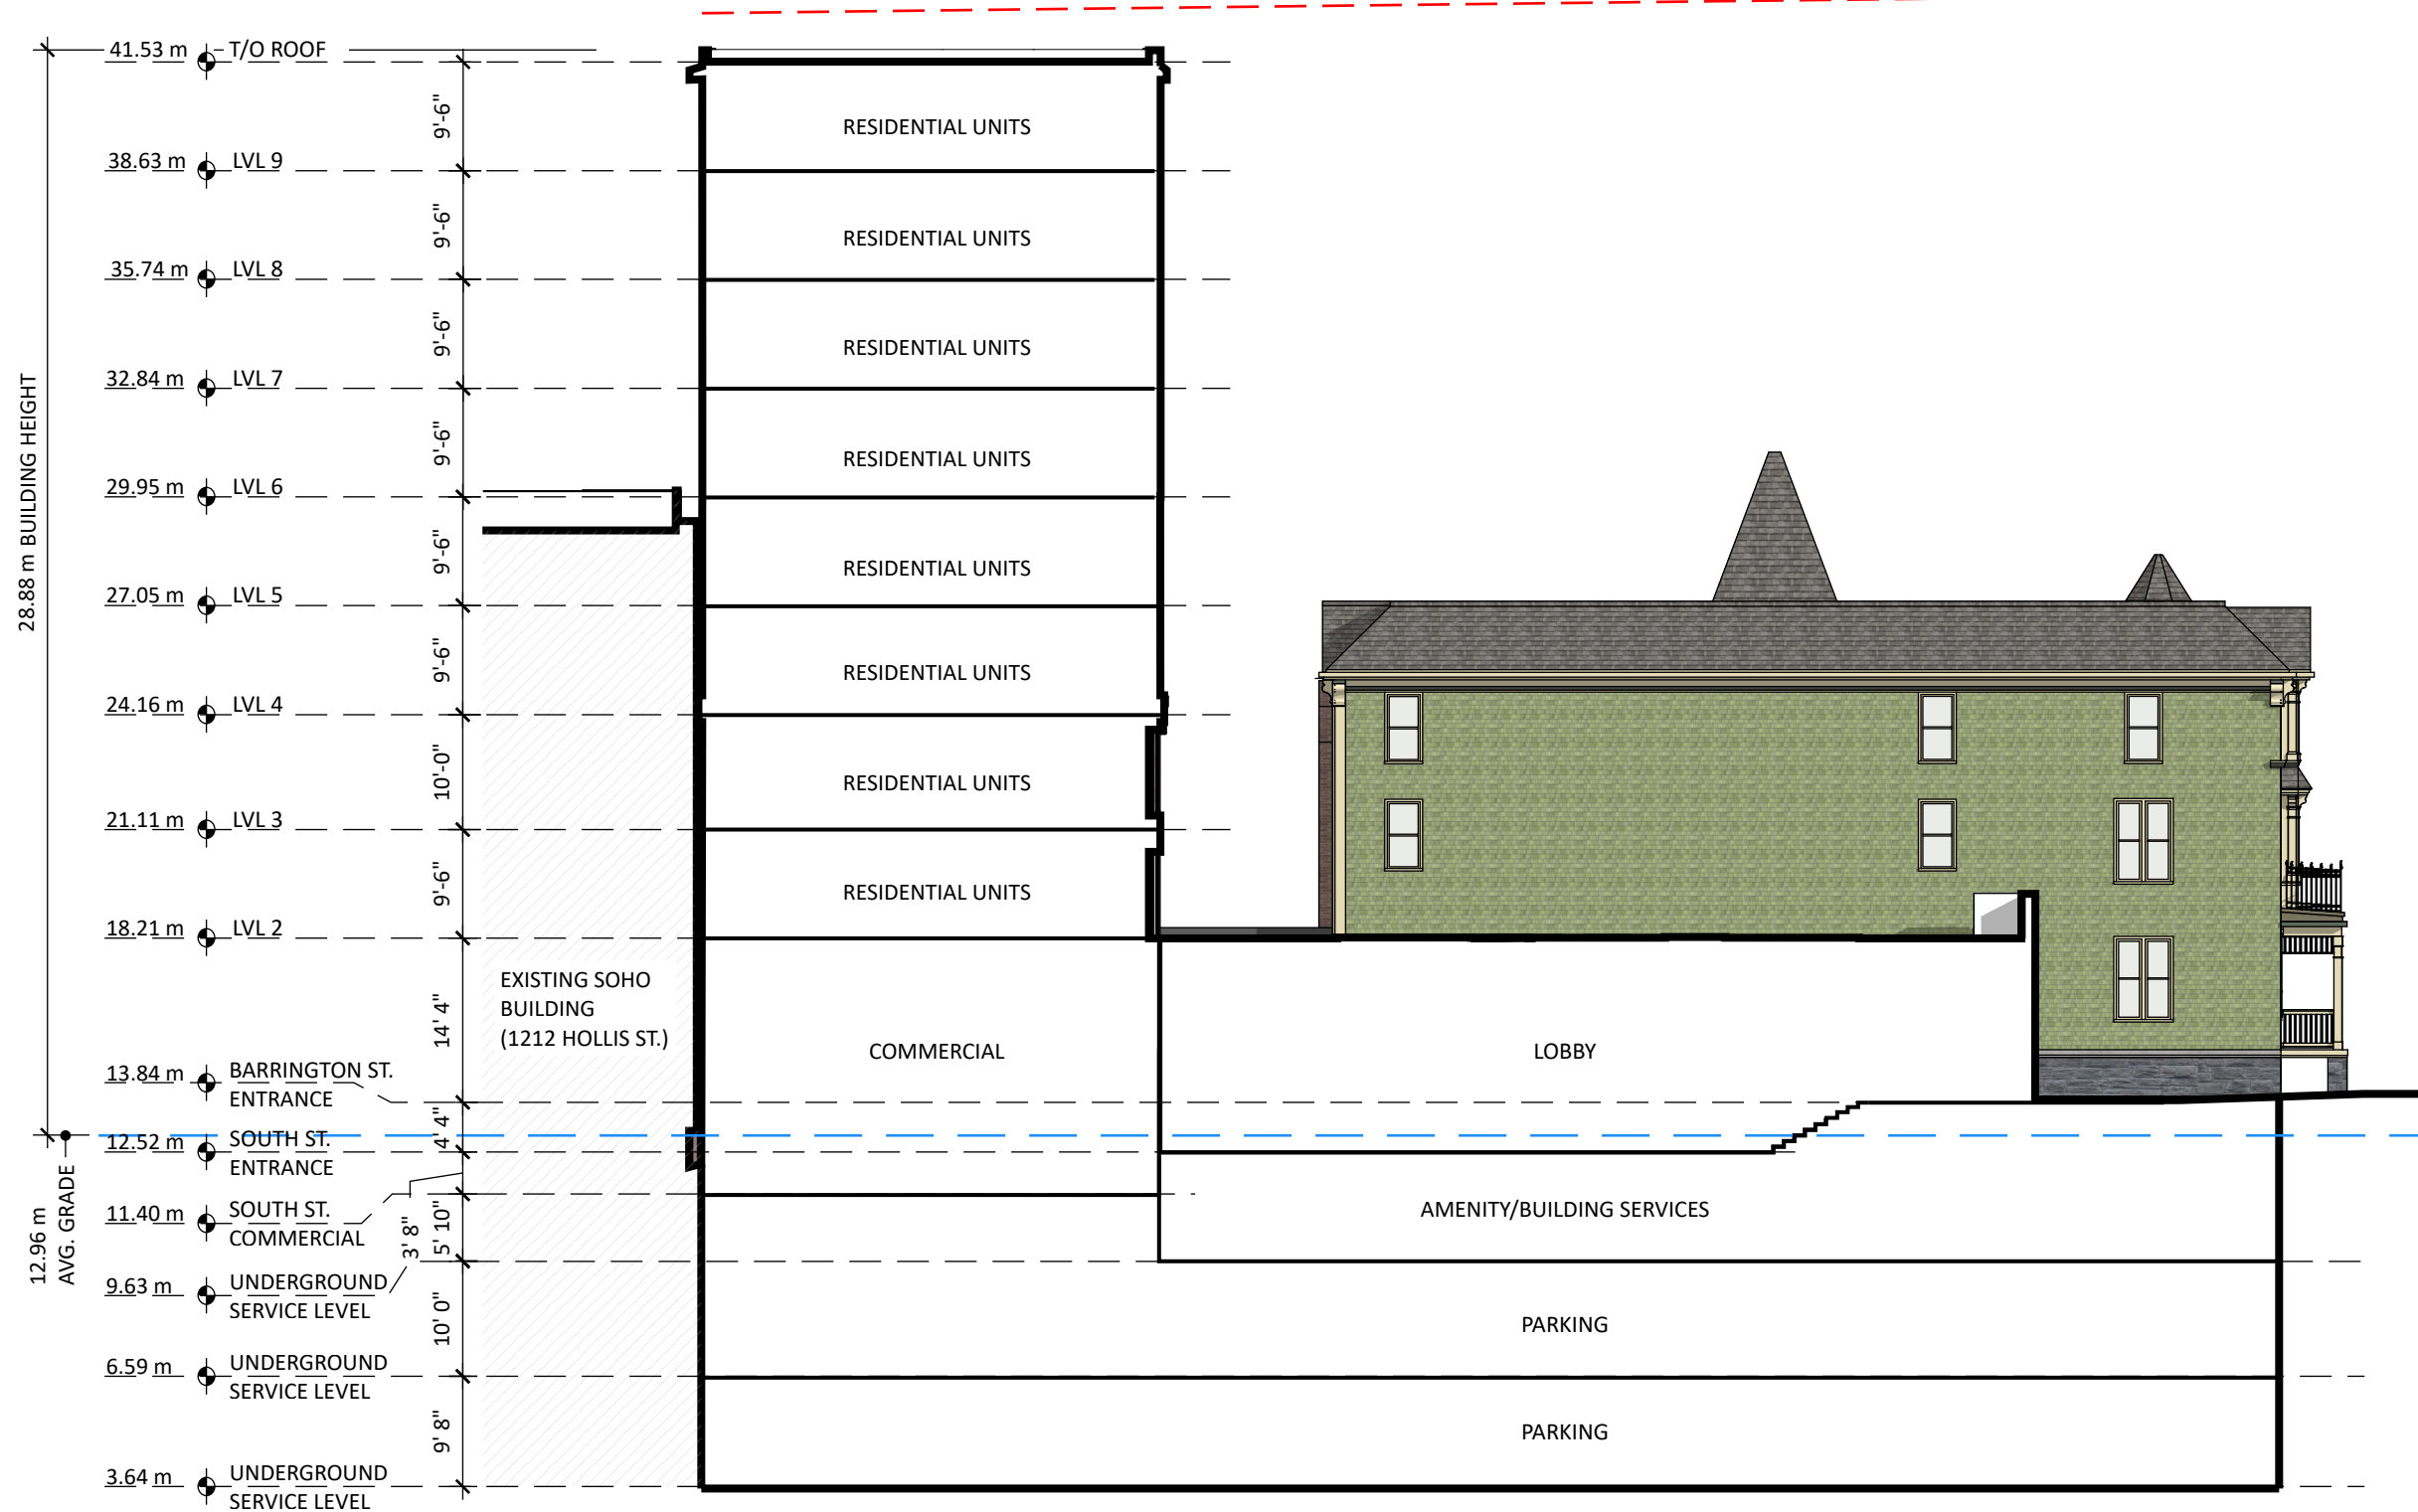 41.53 m T/O ROOF
9'-6"
RESIDENTIAL UNITS
38.63 m LVL 9
9'-6"
RESIDENTIAL UNITS
35.74 m LVL 8
9'-6"
RESIDENTIAL UNITS
32.84 m LVL 7
9'-6"
RESIDENTIAL UNITS
29.95 m LVL 6
9'-6"
RESIDENTIAL UNITS
27.05 m LVL 5
9'-6"
RESIDENTIAL UNITS
24.16 m LVL 4
10'-0"
RESIDENTIAL UNITS
21.11 m LVL 3
9'-6"
RESIDENTIAL UNITS
18.21 m LVL 2
28.88 m BUILDING HEIGHT
14' 4"
EXISTING SOHO
BUILDING
(1212 HOLLIS ST.)
COMMERCIAL
LOBBY
13.84 m BARRINGTON ST.
ENTRANCE
4' 4"
12.52 m SOUTH ST.
ENTRANCE
12.96 m
AVG. GRADE
3' 8"
11.40 m SOUTH ST.
COMMERCIAL
5' 10"
AMENITY/BUILDING SERVICES
9.63 m UNDERGROUND
SERVICE LEVEL
10' 0"
PARKING
6.59 m UNDERGROUND
SERVICE LEVEL
9' 8"
PARKING
3.64 m UNDERGROUND
SERVICE LEVEL